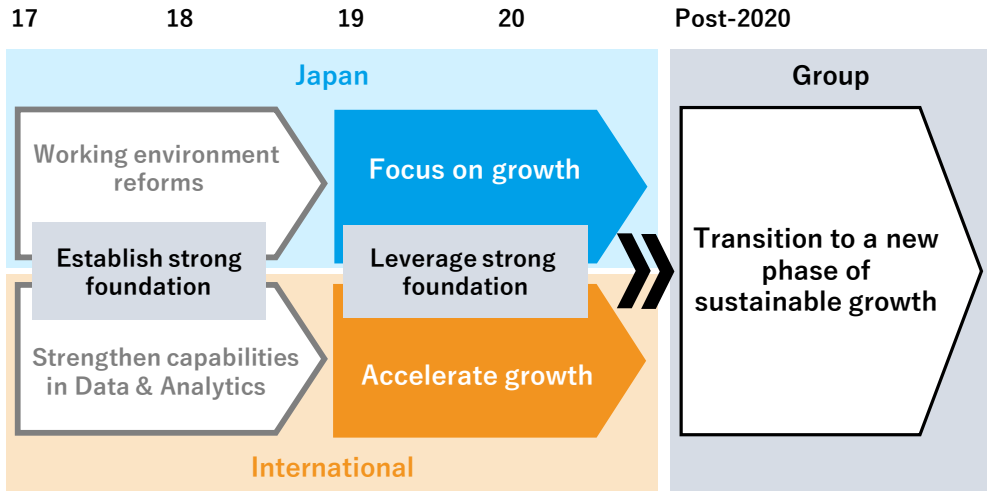 17 18 19 20 Post-2020
Japan
Group
Working environment
reforms
Focus on growth
Establish strong
foundation
Leverage strong
foundation
Transition to a new
phase of
sustainable growth
Strengthen capabilities
in Data & Analytics
Accelerate growth
International